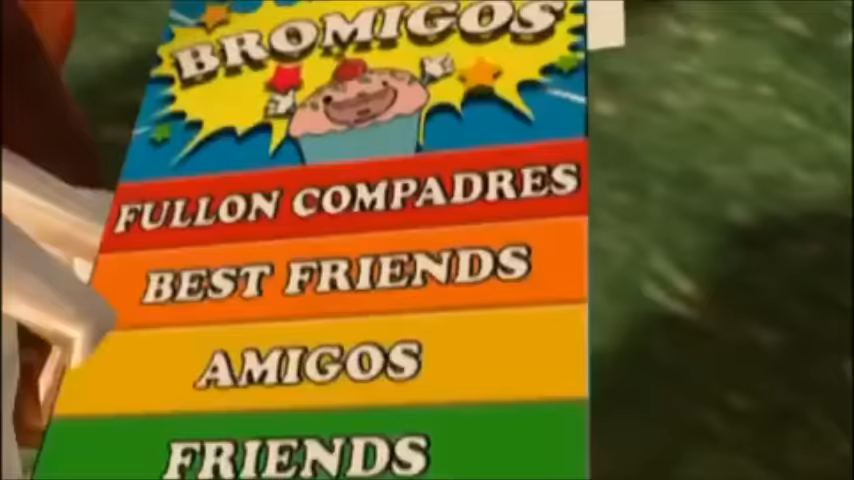 BROMIGOS
FULLON COMPADRES
BEST FRIENDS
AMIGOS
FRIENDS